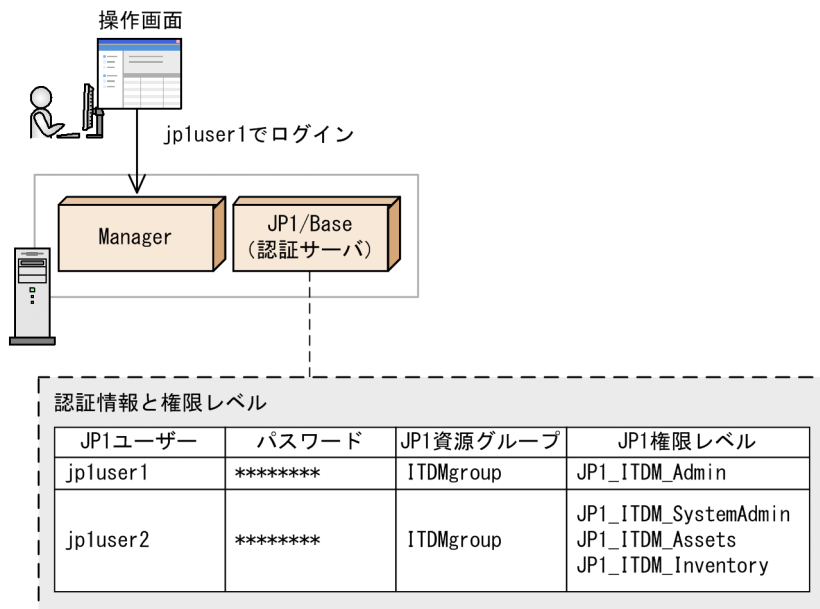 操作画面
jp1user1でログイン
Manager
JP1/Base
(認証サーバ)
認証情報と権限レベル
JP1ユーザー パスワード JP1資源グループ JP1権限レベル
jp1user1 ******** ITDMgroup JP1_ITDM_Admin
jp1user2 ******** ITDMgroup JP1_ITDM_SystemAdmin
JP1_ITDM_Assets
JP1_ITDM_Inventory